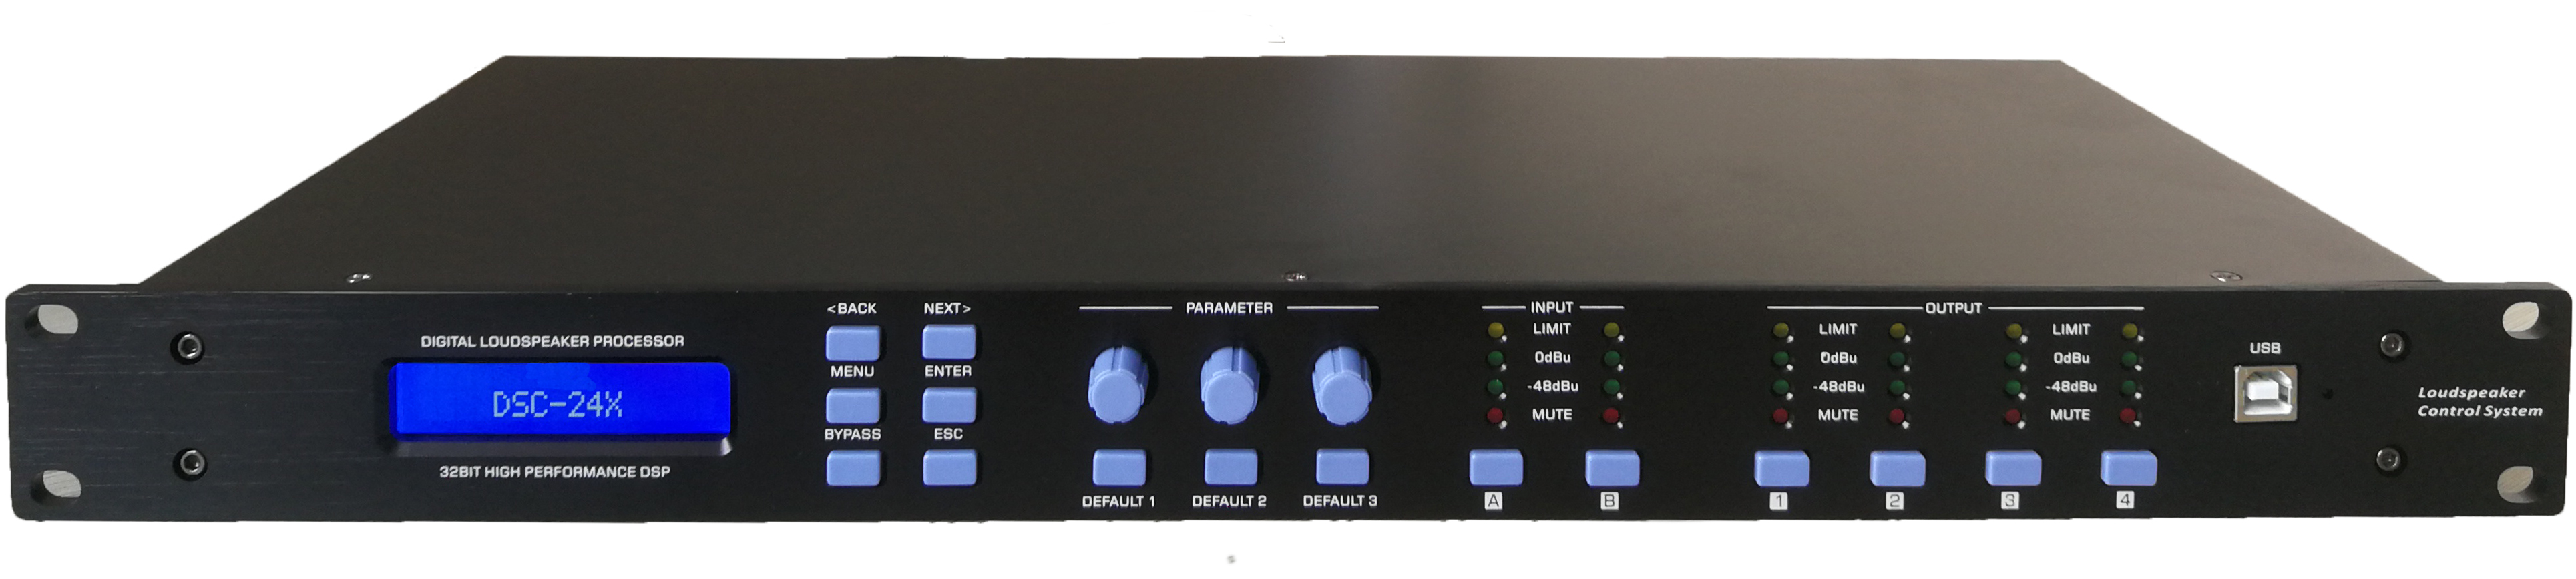 DIGITAL LOUDSPEAKER PROCESSOR
DSC-24X
32BIT HIGH PERFORMANCE DSP
<BACK NEXT>
MENU ENTER
BYPASS ESC
PARAMETER
DEFAULT 1 DEFAULT 2 DEFAULT 3
INPUT
LIMIT
0dBu
-48dBu
MUTE
A B
OUTPUT
LIMIT LIMIT
0dBu 0dBu
-48dBu -48dBu
MUTE MUTE
1 2 3 4
USB
Loudspeaker
Control System